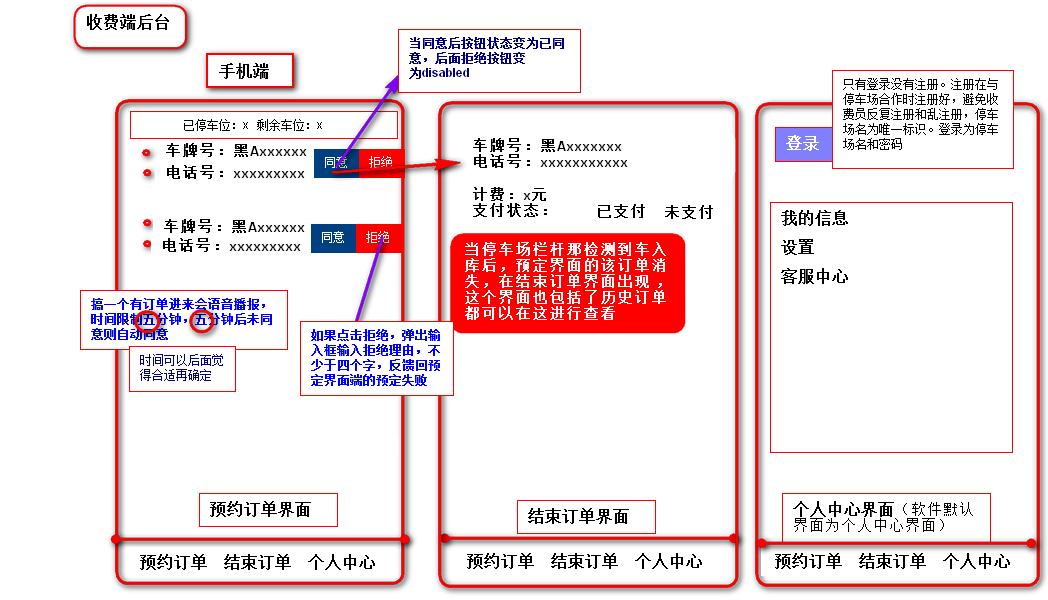 收费端后台
手机端
当同意后按钮状态变为已同
意，后面拒绝按钮变
为disabled
已停车位：x 剩余车位：x
车牌号：黑Axxxxxx
电话号：xxxxxxxxx
同意
拒绝
车牌号：黑Axxxxxx
电话号：xxxxxxxxx
同意
拒绝
搞一个有订单进来会语音播报，
时间限制五分钟，五分钟后未同
意则自动同意
时间可以后面觉
得合适再确定
如果点击拒绝，弹出输
入框输入拒绝理由，不
少于四个字，反馈回预
定界面端的预定失败
预约订单界面
预约订单 结束订单 个人中心
车牌号：黑Axxxxxxx
电话号：xxxxxxxxxxx
计费：x元
支付状态： 已支付 未支付
当停车场栏杆那检测到车入
库后，预定界面的该订单消
失，在结束订单界面出现，
这个界面也包括了历史订单
都可以在这进行查看
结束订单界面
预约订单 结束订单 个人中心
只有登录没有注册。注册在与
停车场合作时注册好，避免收
费员反复注册和乱注册，停车
场名为唯一标识。登录为停车
场名和密码
登录
我的信息
设置
客服中心
个人中心界面（软件默认
界面为个人中心界面）
预约订单 结束订单 个人中心